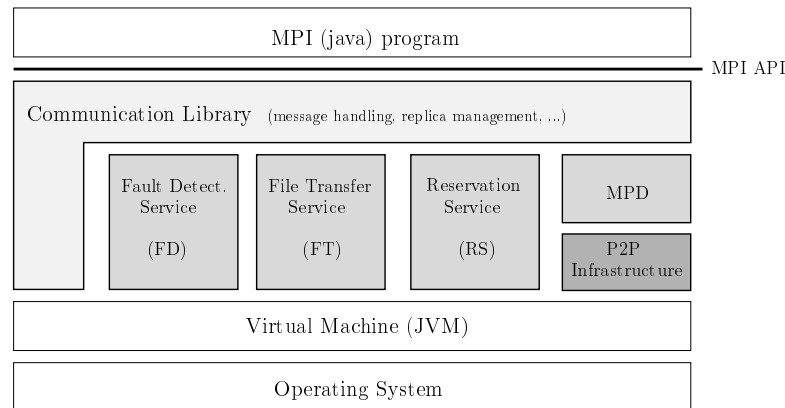 MPI (java) program
MPI API
Communication Library (message handling, replica management, ...)
Fault Detect.
Service
(FD)
File Transfer
Service
(FT)
Reservation
Service
(RS)
MPD
P2P
Infrastructure
Virtual Machine (JVM)
Operating System